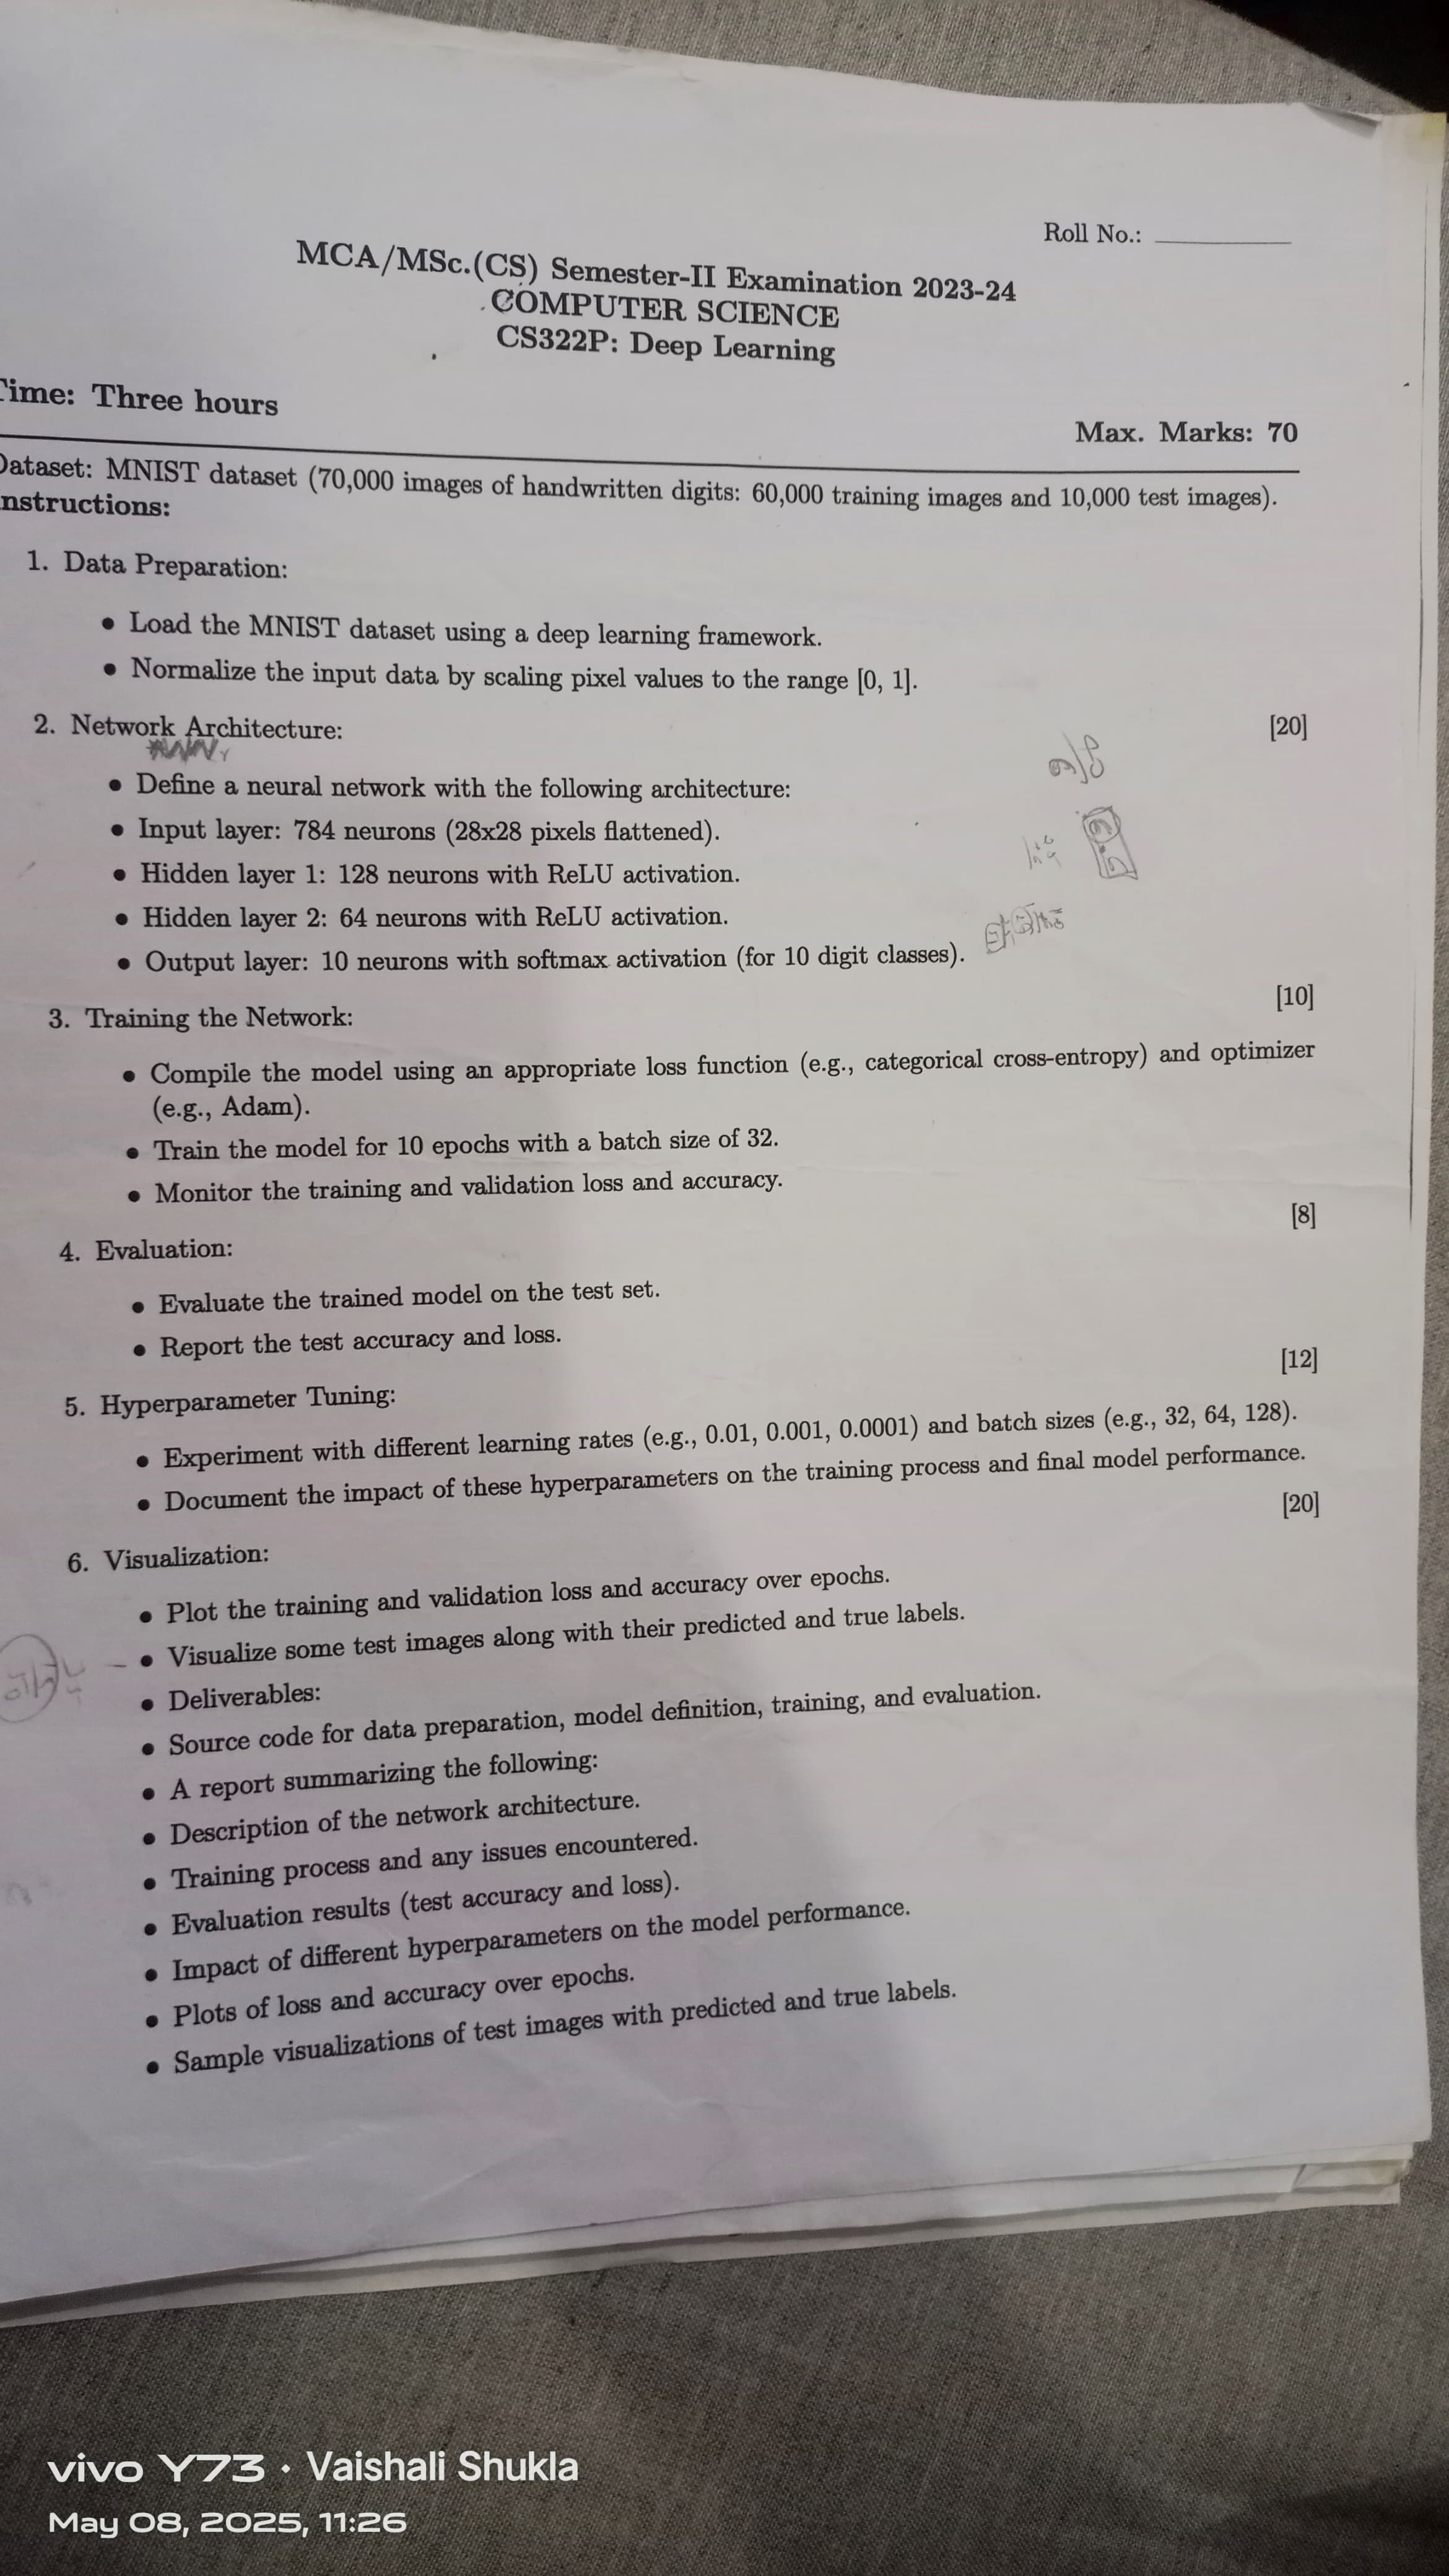 Roll No.:
MCA/MSc.(CS) Semester-II Examination 2023-24
COMPUTER SCIENCE
CS322P: Deep Learning
Time: Three hours
Max. Marks: 70
Dataset: MNIST dataset (70,000 images of handwritten digits: 60,000 training images and 10,000 test images).
nstructions:
1. Data Preparation:
• Load the MNIST dataset using a deep learning framework.
• Normalize the input data by scaling pixel values to the range [0, 1].
[20]
2. Network Architecture:
• Define a neural network with the following architecture:
• Input layer: 784 neurons (28x28 pixels flattened).
• Hidden layer 1: 128 neurons with ReLU activation.
• Hidden layer 2: 64 neurons with ReLU activation.
• Output layer: 10 neurons with softmax activation (for 10 digit classes).
[10]
3. Training the Network:
• Compile the model using an appropriate loss function (e.g., categorical cross-entropy) and optimizer
(e.g., Adam).
• Train the model for 10 epochs with a batch size of 32.
• Monitor the training and validation loss and accuracy.
[8]
4. Evaluation:
• Evaluate the trained model on the test set.
• Report the test accuracy and loss.
[12]
5. Hyperparameter Tuning:
• Experiment with different learning rates (e.g., 0.01, 0.001, 0.0001) and batch sizes (e.g., 32, 64, 128).
• Document the impact of these hyperparameters on the training process and final model performance.
[20]
6. Visualization:
• Plot the training and validation loss and accuracy over epochs.
• Visualize some test images along with their predicted and true labels.
• Deliverables:
• Source code for data preparation, model definition, training, and evaluation.
• A report summarizing the following:
• Description of the network architecture.
• Training process and any issues encountered.
• Evaluation results (test accuracy and loss).
• Impact of different hyperparameters on the model performance.
• Plots of loss and accuracy over epochs.
• Sample visualizations of test images with predicted and true labels.
vivo Y73 · Vaishali Shukla
May 08, 2025, 11:26